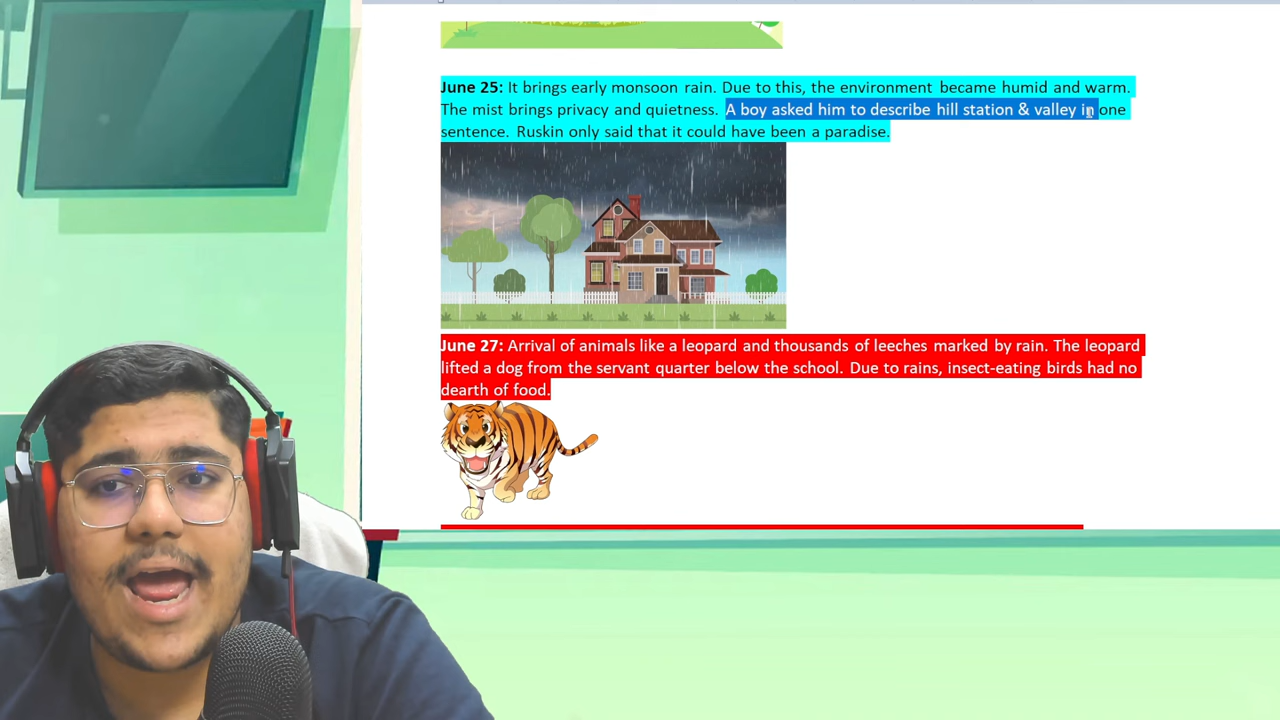 June 25: It brings early monsoon rain. Due to this, the environment became humid and warm.
The mist brings privacy and quietness. A boy asked him to describe hill station & valley in one
sentence. Ruskin only said that it could have been a paradise.
June 27: Arrival of animals like a leopard and thousands of leeches marked by rain. The leopard
lifted a dog from the servant quarter below the school. Due to rains, insect-eating birds had no
dearth of food.